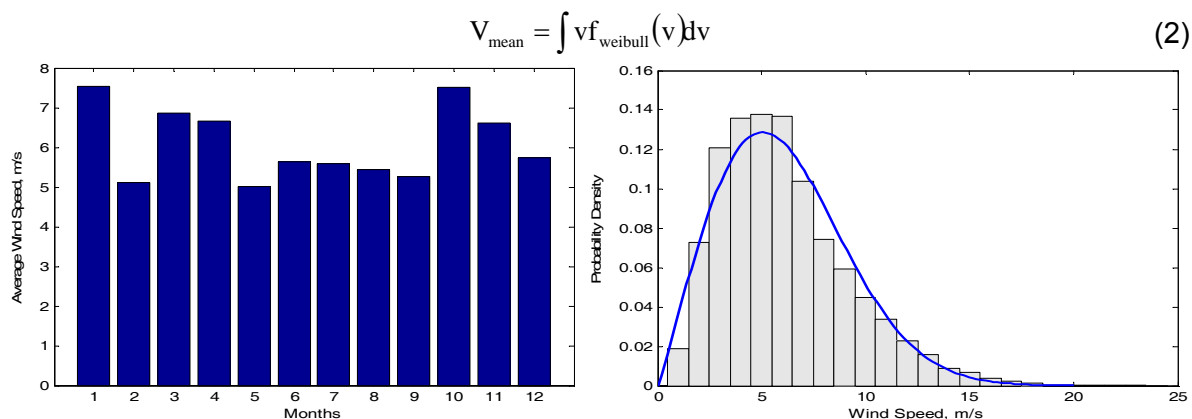 V_mean = ∫ vf_weibull(v)dv (2)
8
7
6
5
4
3
2
1
0
Average Wind Speed, m/s
1 2 3 4 5 6 7 8 9 10 11 12
Months
0.16
0.14
0.12
0.1
0.08
0.06
0.04
0.02
0
Probability Density
0 5 10 15 20 25
Wind Speed, m/s